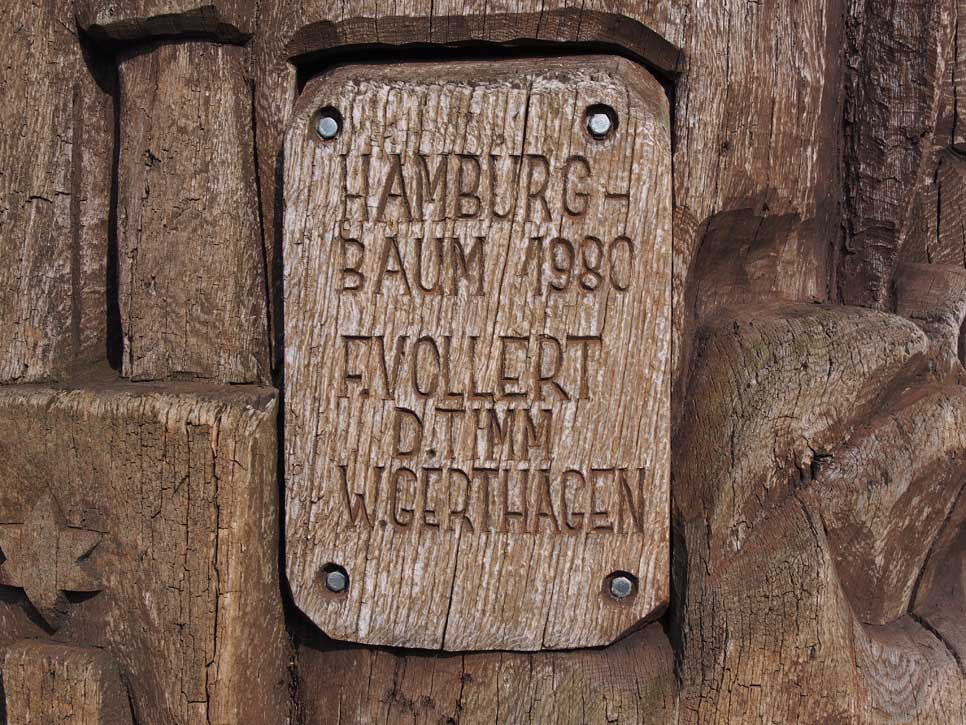 HAMBURG-
BAUM 1980
F.VOLLERT
D.TIMM
W.GERTHAGEN